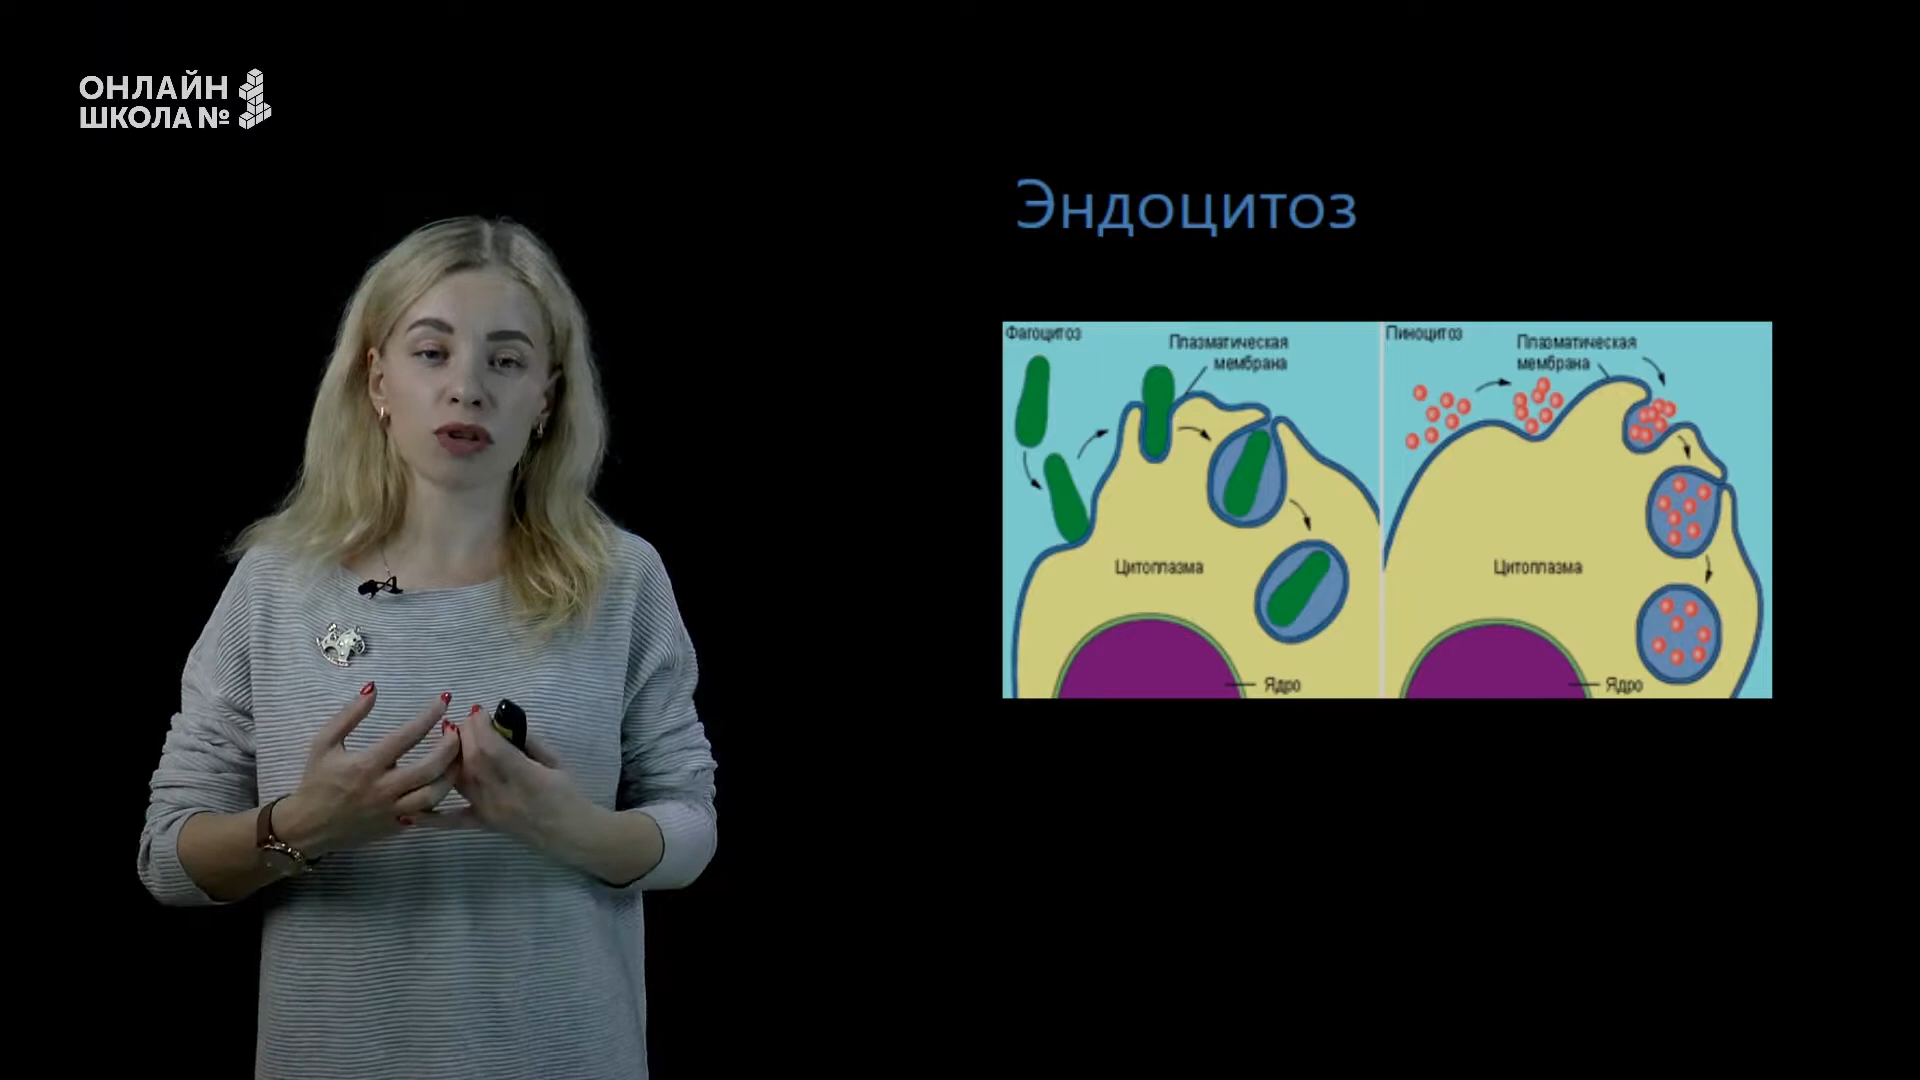 ОНЛАЙН
ШКОЛА №
Эндоцитоз
Фагоцитоз
Плазматическая
мембрана
Цитоплазма
Ядро
Пиноцитоз
Плазматическая
мембрана
Цитоплазма
Ядро